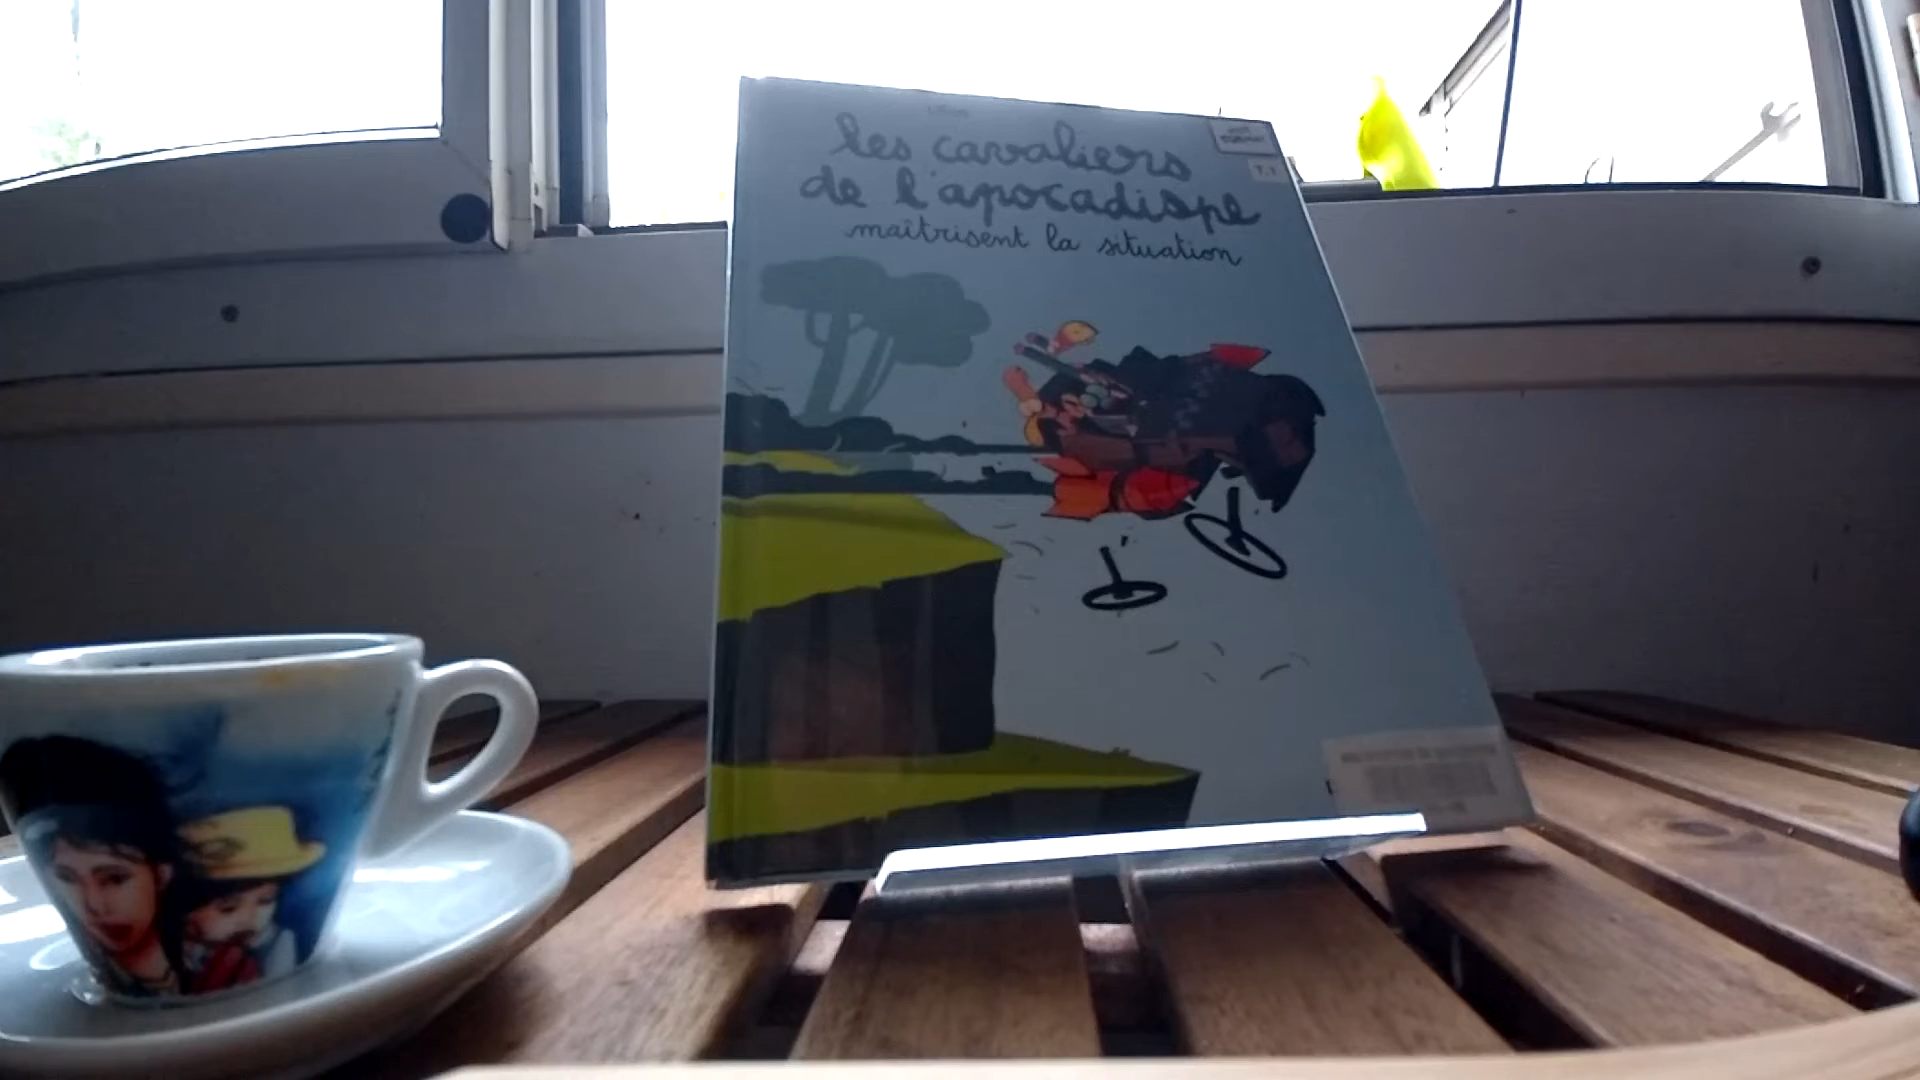 les cavaliers
de l'apocadispe
maîtrisent la situation
T.1